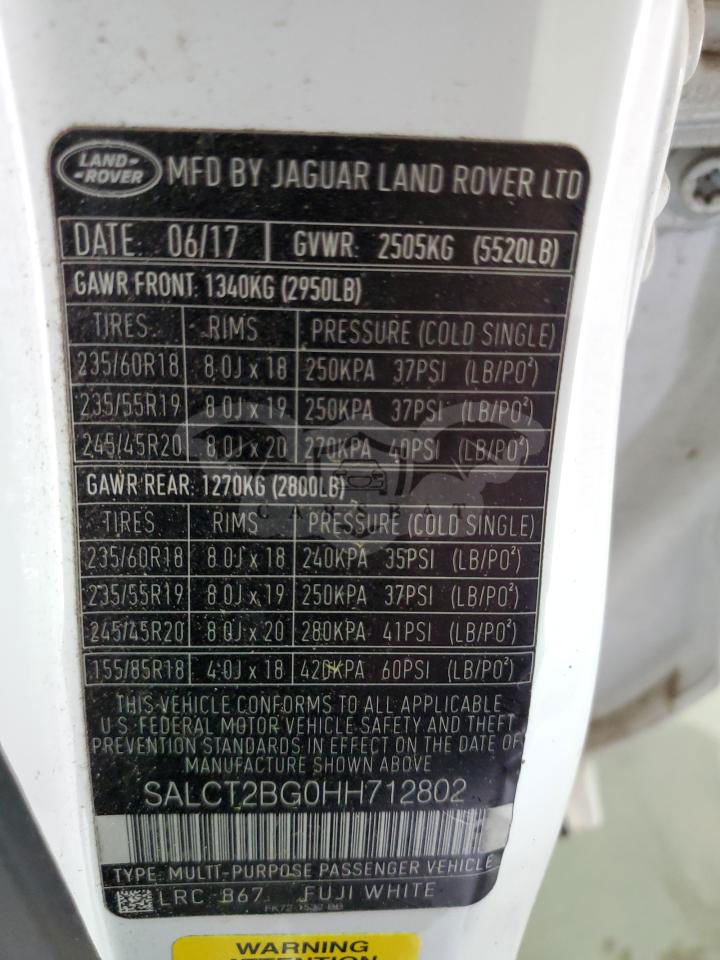 LAND-
-ROVER
MFD BY JAGUAR LAND ROVER LTD
DATE: 06/17 GVWR: 2505KG (5520LB)
GAWR FRONT: 1340KG (2950LB)
TIRES RIMS PRESSURE (COLD SINGLE)
235/60R18 8.0J x 18 250KPA 37PSI (LB/PO²)
235/55R19 8.0J x 19 250KPA 37PSI (LB/PO²)
245/45R20 8.0J x 20 270KPA 40PSI (LB/PO²)
GAWR REAR: 1270KG (2800LB)
TIRES RIMS PRESSURE (COLD SINGLE)
235/60R18 8.0J x 18 240KPA 35PSI (LB/PO²)
235/55R19 8.0J x 19 250KPA 37PSI (LB/PO²)
245/45R20 8.0J x 20 280KPA 41PSI (LB/PO²)
155/85R18 4.0J x 18 420KPA 60PSI (LB/PO²)
THIS VEHICLE CONFORMS TO ALL APPLICABLE
U.S. FEDERAL MOTOR VEHICLE SAFETY AND THEFT
PREVENTION STANDARDS IN EFFECT ON THE DATE OF
MANUFACTURE SHOWN ABOVE
SALCT2BG0HH712802
TYPE: MULTI-PURPOSE PASSENGER VEHICLE
LRC 867 FUJI WHITE
WARNING